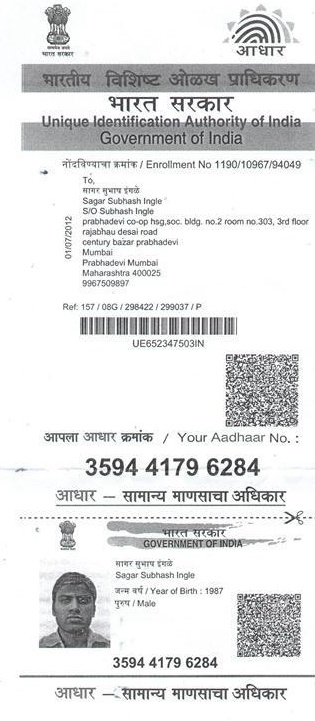 सत्यमेव जयते
भारत सरकार
आधार
भारतीय विशिष्ट ओळख प्राधिकरण
भारत सरकार
Unique Identification Authority of India
Government of India
नोंदविण्याचा क्रमांक / Enrollment No 1190/10967/94049
To,
सागर सुभाष इंगळे
Sagar Subhash Ingle
S/O Subhash Ingle
prabhadevi co-op hsg,soc. bldg. no.2 room no.303, 3rd floor
rajabhau desai road
century bazar prabhadevi
Mumbai
Prabhadevi Mumbai
Maharashtra 400025
9967509897
01/07/2012
Ref: 157 / 08G / 298422 / 299037 / P
UE652347503IN
आपला आधार क्रमांक / Your Aadhaar No. :
3594 4179 6284
आधार — सामान्य माणसाचा अधिकार
भारत सरकार
GOVERNMENT OF INDIA
सागर सुभाष इंगळे
Sagar Subhash Ingle
जन्म वर्ष / Year of Birth : 1987
पुरुष / Male
3594 4179 6284
आधार — सामान्य माणसाचा अधिकार